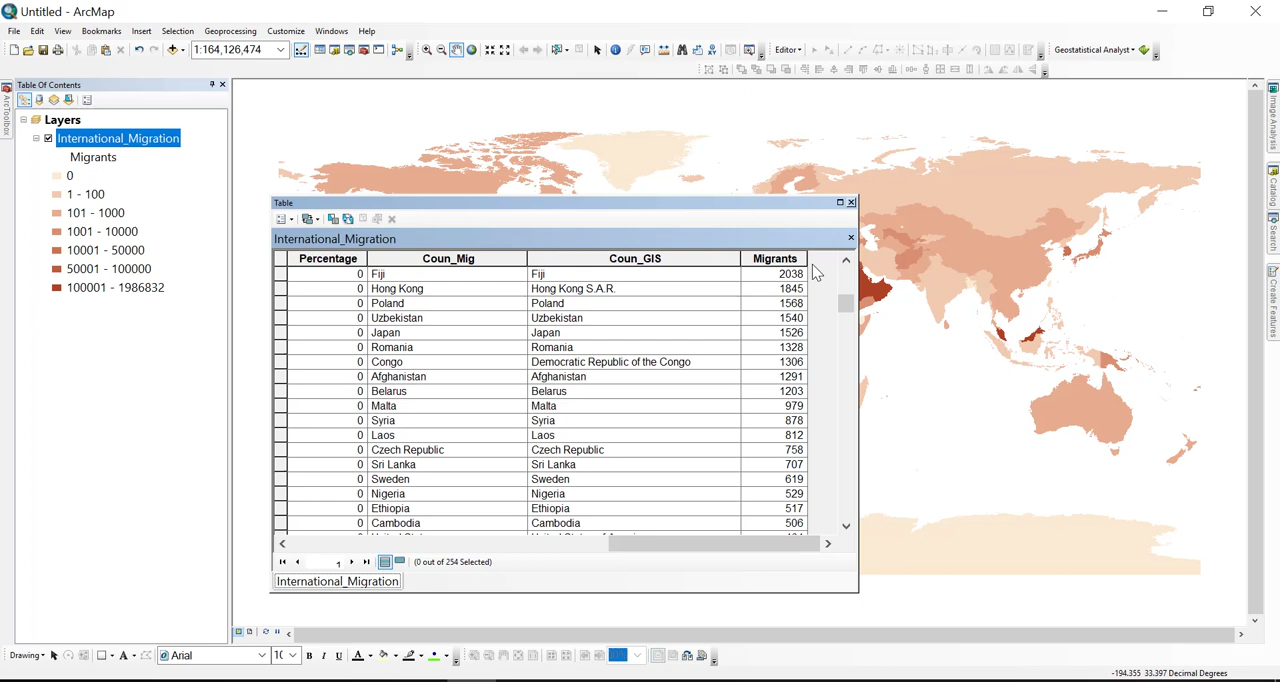 Untitled - ArcMap
File Edit View Bookmarks Insert Selection Geoprocessing Customize Windows Help
1:164,126,474 Editor Geostatistical Analyst
Table Of Contents
ArcToolbox
Layers
International_Migration
Migrants
0
1 - 100
101 - 1000
1001 - 10000
10001 - 50000
50001 - 100000
100001 - 1986832
Table
International_Migration
Percentage Coun_Mig Coun_GIS Migrants
0 Fiji Fiji 2038
0 Hong Kong Hong Kong S.A.R. 1845
0 Poland Poland 1568
0 Uzbekistan Uzbekistan 1540
0 Japan Japan 1526
0 Romania Romania 1328
0 Congo Democratic Republic of the Congo 1306
0 Afghanistan Afghanistan 1291
0 Belarus Belarus 1203
0 Malta Malta 979
0 Syria Syria 878
0 Laos Laos 812
0 Czech Republic Czech Republic 758
0 Sri Lanka Sri Lanka 707
0 Sweden Sweden 619
0 Nigeria Nigeria 529
0 Ethiopia Ethiopia 517
0 Cambodia Cambodia 506
1 (0 out of 254 Selected)
International_Migration
Image Analysis
Catalog
Search
Create Features
Drawing A Arial B I U A
-194.355 33.397 Decimal Degrees